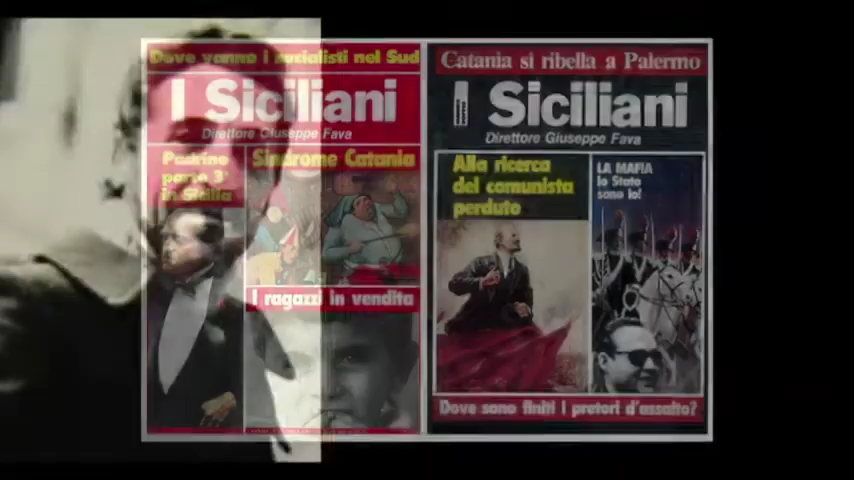 Dove vanno i socialisti nel Sud
I Siciliani
Direttore Giuseppe Fava
Padrino
parte 3ª
in Sicilia
Sindrome Catania
I ragazzi in vendita
Catania si ribella a Palermo
I Siciliani
Direttore Giuseppe Fava
Alla ricerca
del comunista
perduto
LA MAFIA
lo Stato
sono Io!
Dove sono finiti i pretori d'assalto?